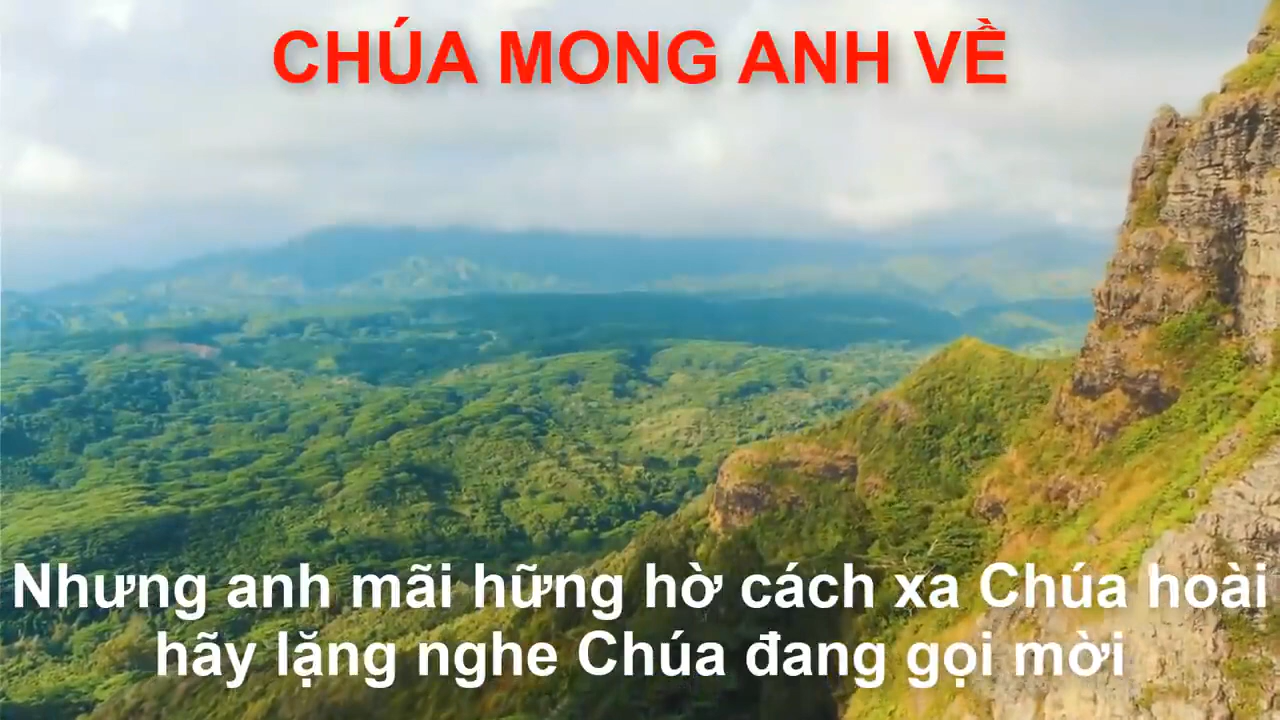 CHÚA MONG ANH VỀ
Nhưng anh mãi hững hờ cách xa Chúa hoài
hãy lặng nghe Chúa đang gọi mời